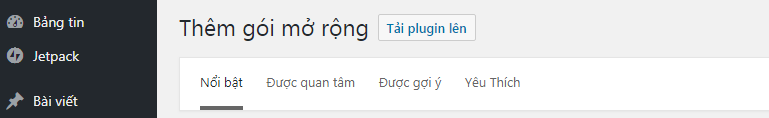 Bảng tin
Jetpack
Bài viết
Thêm gói mở rộng Tải plugin lên
Nổi bật Được quan tâm Được gợi ý Yêu Thích